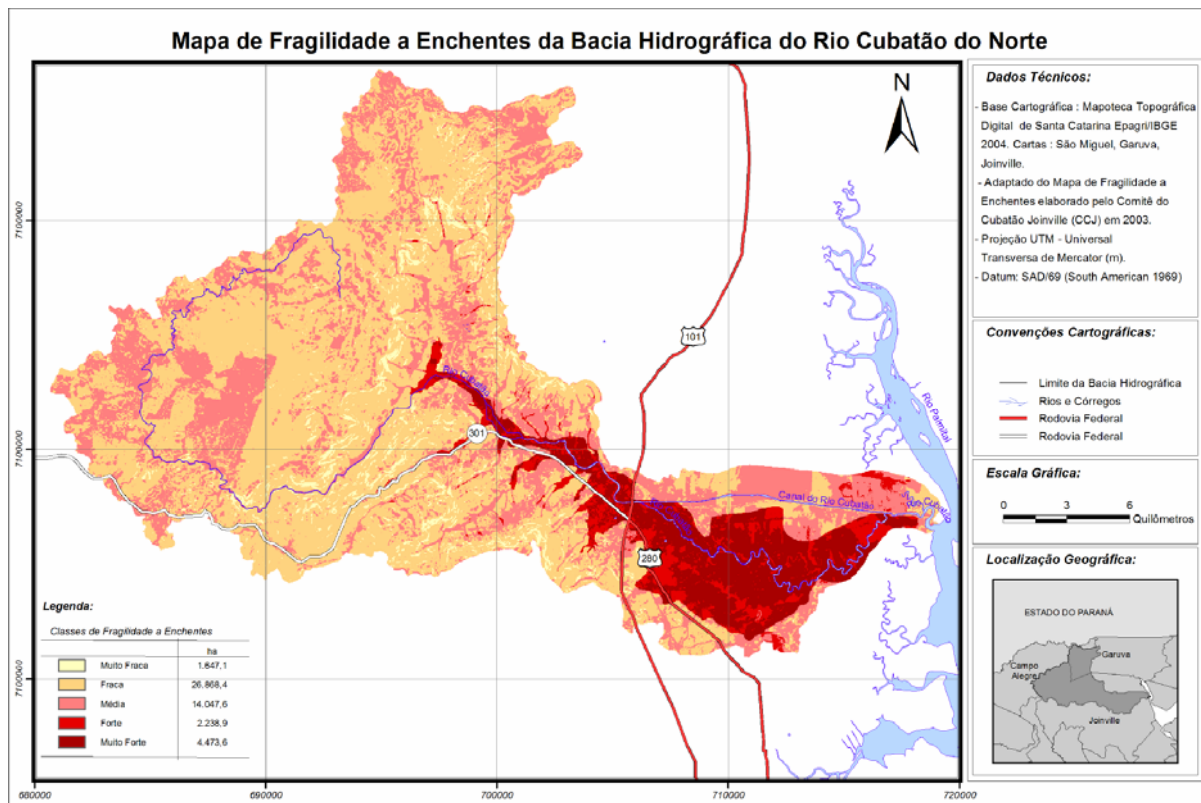 Mapa de Fragilidade a Enchentes da Bacia Hidrográfica do Rio Cubatão do Norte
N
Dados Técnicos:
- Base Cartográfica : Mapoteca Topográfica
Digital de Santa Catarina Epagri/IBGE
2004. Cartas : São Miguel, Garuva,
Joinville.
- Adaptado do Mapa de Fragilidade a
Enchentes elaborado pelo Comitê do
Cubatão Joinville (CCJ) em 2003.
- Projeção UTM - Universal
Transversa de Mercator (m).
- Datum: SAD/69 (South American 1969)
Convenções Cartográficas:
Limite da Bacia Hidrográfica
Rios e Córregos
Rodovia Federal
Rodovia Federal
Escala Gráfica:
0 3 6
Quilômetros
Localização Geográfica:
ESTADO DO PARANÁ
Garuva
Campo
Alegre
Joinville
7100000
7100000
7100000
101
Rio Palmital
Rio Cubatão
301
Canal do Rio Cubatão
Rio Cubatão
280
Legenda:
Classes de Fragilidade a Enchentes
ha
Muito Fraca 1.647,1
Fraca 26.868,4
Média 14.047,6
Forte 2.238,9
Muito Forte 4.473,6
680000 690000 700000 710000 720000